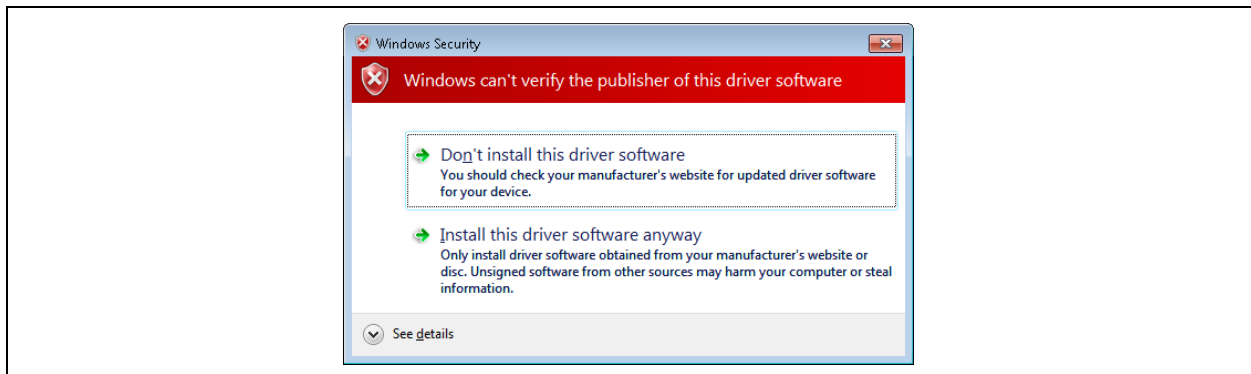 Windows Security
Windows can't verify the publisher of this driver software
Don't install this driver software
You should check your manufacturer's website for updated driver software
for your device.
Install this driver software anyway
Only install driver software obtained from your manufacturer's website or
disc. Unsigned software from other sources may harm your computer or steal
information.
See details